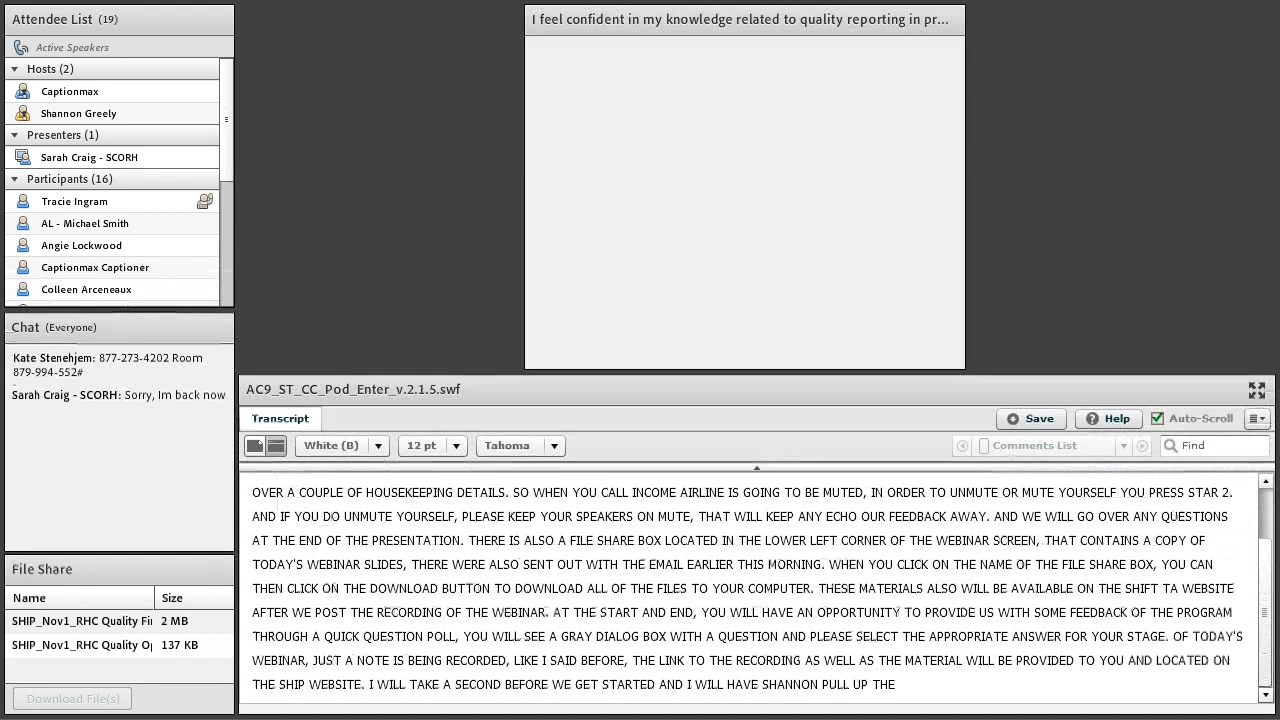 Attendee List (19)
Active Speakers
Hosts (2)
Captionmax
Shannon Greely
Presenters (1)
Sarah Craig - SCORH
Participants (16)
Tracie Ingram
AL - Michael Smith
Angie Lockwood
Captionmax Captioner
Colleen Arceneaux
Chat (Everyone)
Kate Stenehjem: 877-273-4202 Room
879-994-552#
Sarah Craig - SCORH: Sorry, Im back now
File Share
Name Size
SHIP_Nov1_RHC Quality Fi 2 MB
SHIP_Nov1_RHC Quality O 137 KB
Download File(s)
I feel confident in my knowledge related to quality reporting in pr...
AC9_ST_CC_Pod_Enter_v.2.1.5.swf
Transcript Save Help Auto-Scroll
White (B) 12 pt Tahoma Comments List Find
OVER A COUPLE OF HOUSEKEEPING DETAILS. SO WHEN YOU CALL INCOME AIRLINE IS GOING TO BE MUTED, IN ORDER TO UNMUTE OR MUTE YOURSELF YOU PRESS STAR 2.
AND IF YOU DO UNMUTE YOURSELF, PLEASE KEEP YOUR SPEAKERS ON MUTE, THAT WILL KEEP ANY ECHO OUR FEEDBACK AWAY. AND WE WILL GO OVER ANY QUESTIONS
AT THE END OF THE PRESENTATION. THERE IS ALSO A FILE SHARE BOX LOCATED IN THE LOWER LEFT CORNER OF THE WEBINAR SCREEN, THAT CONTAINS A COPY OF
TODAY'S WEBINAR SLIDES, THERE WERE ALSO SENT OUT WITH THE EMAIL EARLIER THIS MORNING. WHEN YOU CLICK ON THE NAME OF THE FILE SHARE BOX, YOU CAN
THEN CLICK ON THE DOWNLOAD BUTTON TO DOWNLOAD ALL OF THE FILES TO YOUR COMPUTER. THESE MATERIALS ALSO WILL BE AVAILABLE ON THE SHIFT TA WEBSITE
AFTER WE POST THE RECORDING OF THE WEBINAR. AT THE START AND END, YOU WILL HAVE AN OPPORTUNITY TO PROVIDE US WITH SOME FEEDBACK OF THE PROGRAM
THROUGH A QUICK QUESTION POLL, YOU WILL SEE A GRAY DIALOG BOX WITH A QUESTION AND PLEASE SELECT THE APPROPRIATE ANSWER FOR YOUR STAGE. OF TODAY'S
WEBINAR, JUST A NOTE IS BEING RECORDED, LIKE I SAID BEFORE, THE LINK TO THE RECORDING AS WELL AS THE MATERIAL WILL BE PROVIDED TO YOU AND LOCATED ON
THE SHIP WEBSITE. I WILL TAKE A SECOND BEFORE WE GET STARTED AND I WILL HAVE SHANNON PULL UP THE